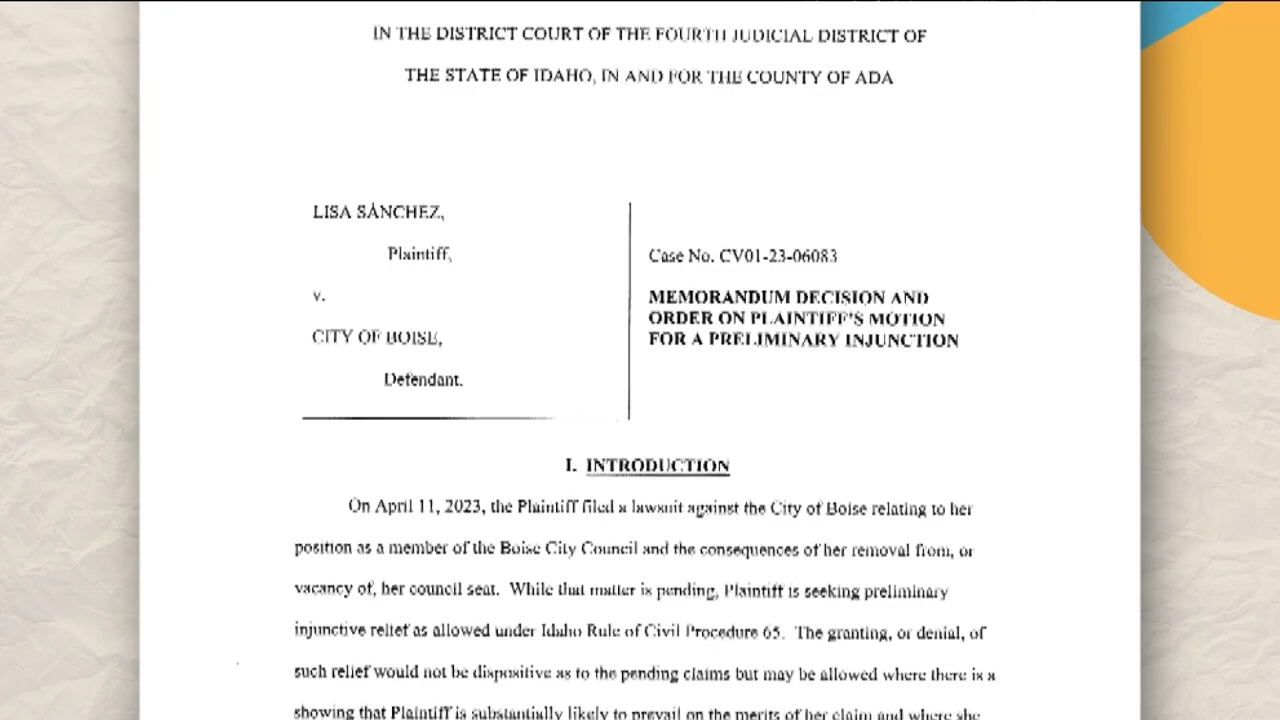 IN THE DISTRICT COURT OF THE FOURTH JUDICIAL DISTRICT OF
THE STATE OF IDAHO, IN AND FOR THE COUNTY OF ADA
LISA SÁNCHEZ,
Plaintiff,
v.
CITY OF BOISE,
Defendant.
Case No. CV01-23-06083
MEMORANDUM DECISION AND
ORDER ON PLAINTIFF'S MOTION
FOR A PRELIMINARY INJUNCTION
I. INTRODUCTION
On April 11, 2023, the Plaintiff filed a lawsuit against the City of Boise relating to her
position as a member of the Boise City Council and the consequences of her removal from, or
vacancy of, her council seat. While that matter is pending, Plaintiff is seeking preliminary
injunctive relief as allowed under Idaho Rule of Civil Procedure 65. The granting, or denial, of
such relief would not be dispositive as to the pending claims but may be allowed where there is a
showing that Plaintiff is substantially likely to prevail on the merits of her claim and where she